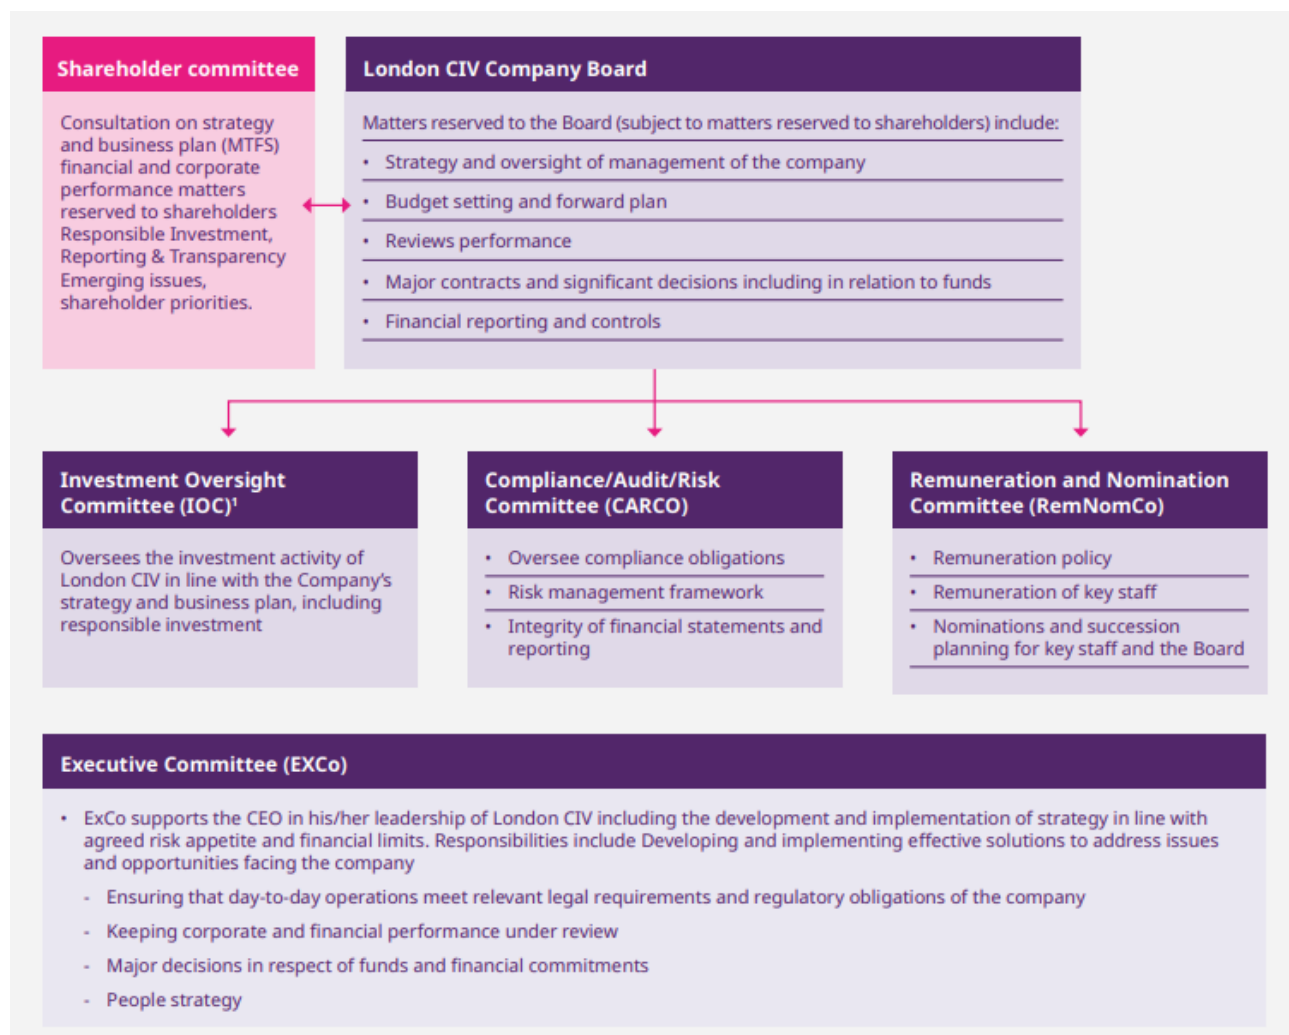 Shareholder committee
Consultation on strategy
and business plan (MTFS)
financial and corporate
performance matters
reserved to shareholders
Responsible Investment,
Reporting & Transparency
Emerging issues,
shareholder priorities.
London CIV Company Board
Matters reserved to the Board (subject to matters reserved to shareholders) include:
• Strategy and oversight of management of the company
• Budget setting and forward plan
• Reviews performance
• Major contracts and significant decisions including in relation to funds
• Financial reporting and controls
Investment Oversight
Committee (IOC)¹
Oversees the investment activity of
London CIV in line with the Company's
strategy and business plan, including
responsible investment
Compliance/Audit/Risk
Committee (CARCO)
• Oversee compliance obligations
• Risk management framework
• Integrity of financial statements and
reporting
Remuneration and Nomination
Committee (RemNomCo)
• Remuneration policy
• Remuneration of key staff
• Nominations and succession
planning for key staff and the Board
Executive Committee (EXCo)
• ExCo supports the CEO in his/her leadership of London CIV including the development and implementation of strategy in line with
agreed risk appetite and financial limits. Responsibilities include Developing and implementing effective solutions to address issues
and opportunities facing the company
- Ensuring that day-to-day operations meet relevant legal requirements and regulatory obligations of the company
- Keeping corporate and financial performance under review
- Major decisions in respect of funds and financial commitments
- People strategy